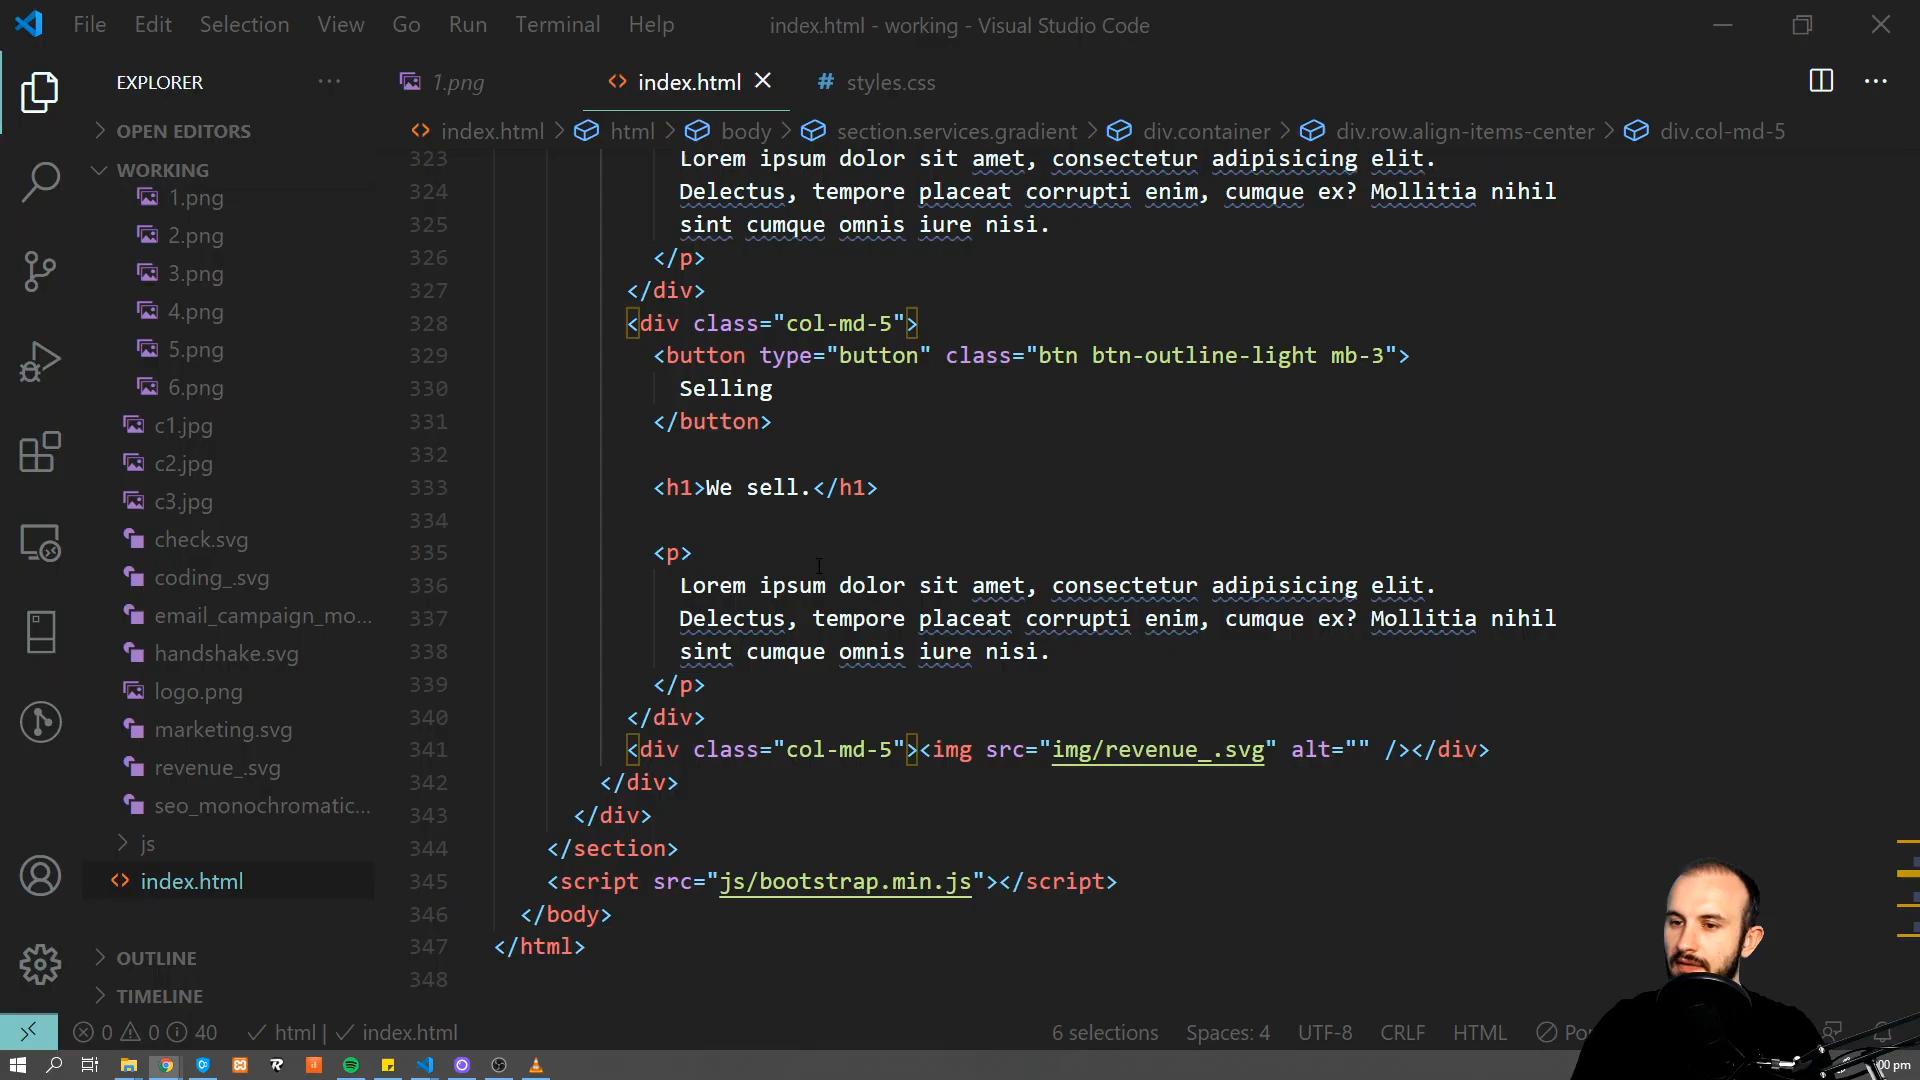 File Edit Selection View Go Run Terminal Help index.html - working - Visual Studio Code
EXPLORER
1.png
index.html
# styles.css
OPEN EDITORS
index.html > html > body > section.services.gradient > div.container > div.row.align-items-center > div.col-md-5
WORKING
1.png
2.png
3.png
4.png
5.png
6.png
c1.jpg
c2.jpg
c3.jpg
check.svg
coding_.svg
email_campaign_mo...
handshake.svg
logo.png
marketing.svg
revenue_.svg
seo_monochromatic...
js
index.html
OUTLINE
TIMELINE
323 Lorem ipsum dolor sit amet, consectetur adipisicing elit.
324 Delectus, tempore placeat corrupti enim, cumque ex? Mollitia nihil
325 sint cumque omnis iure nisi.
326 </p>
327 </div>
328 <div class="col-md-5">
329 <button type="button" class="btn btn-outline-light mb-3">
330 Selling
331 </button>
332
333 <h1>We sell.</h1>
334
335 <p>
336 Lorem ipsum dolor sit amet, consectetur adipisicing elit.
337 Delectus, tempore placeat corrupti enim, cumque ex? Mollitia nihil
338 sint cumque omnis iure nisi.
339 </p>
340 </div>
341 <div class="col-md-5"><img src="img/revenue_.svg" alt="" /></div>
342 </div>
343 </div>
344 </section>
345 <script src="js/bootstrap.min.js"></script>
346 </body>
347 </html>
348
0 0 40 html | index.html 6 selections Spaces: 4 UTF-8 CRLF HTML
:00 pm